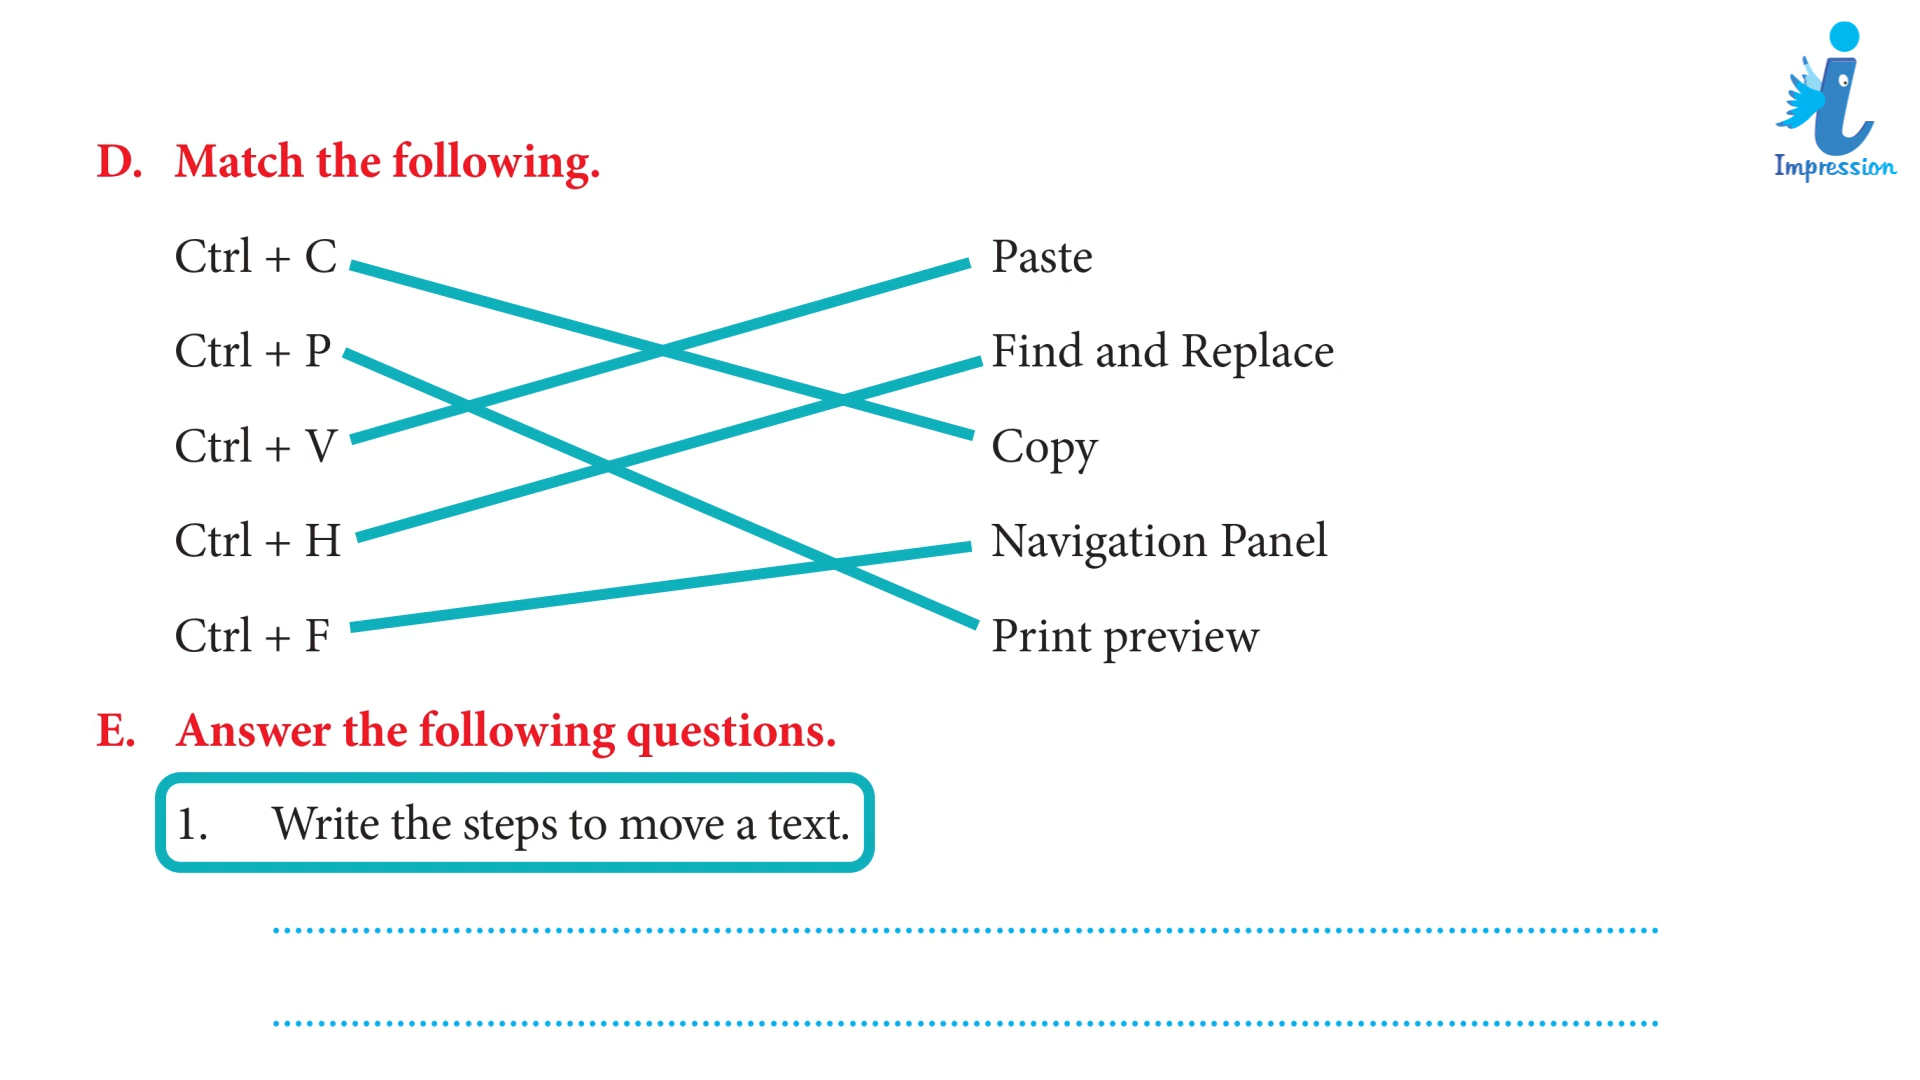 Impression
D. Match the following.
Ctrl + C Paste
Ctrl + P Find and Replace
Ctrl + V Copy
Ctrl + H Navigation Panel
Ctrl + F Print preview
E. Answer the following questions.
1. Write the steps to move a text.